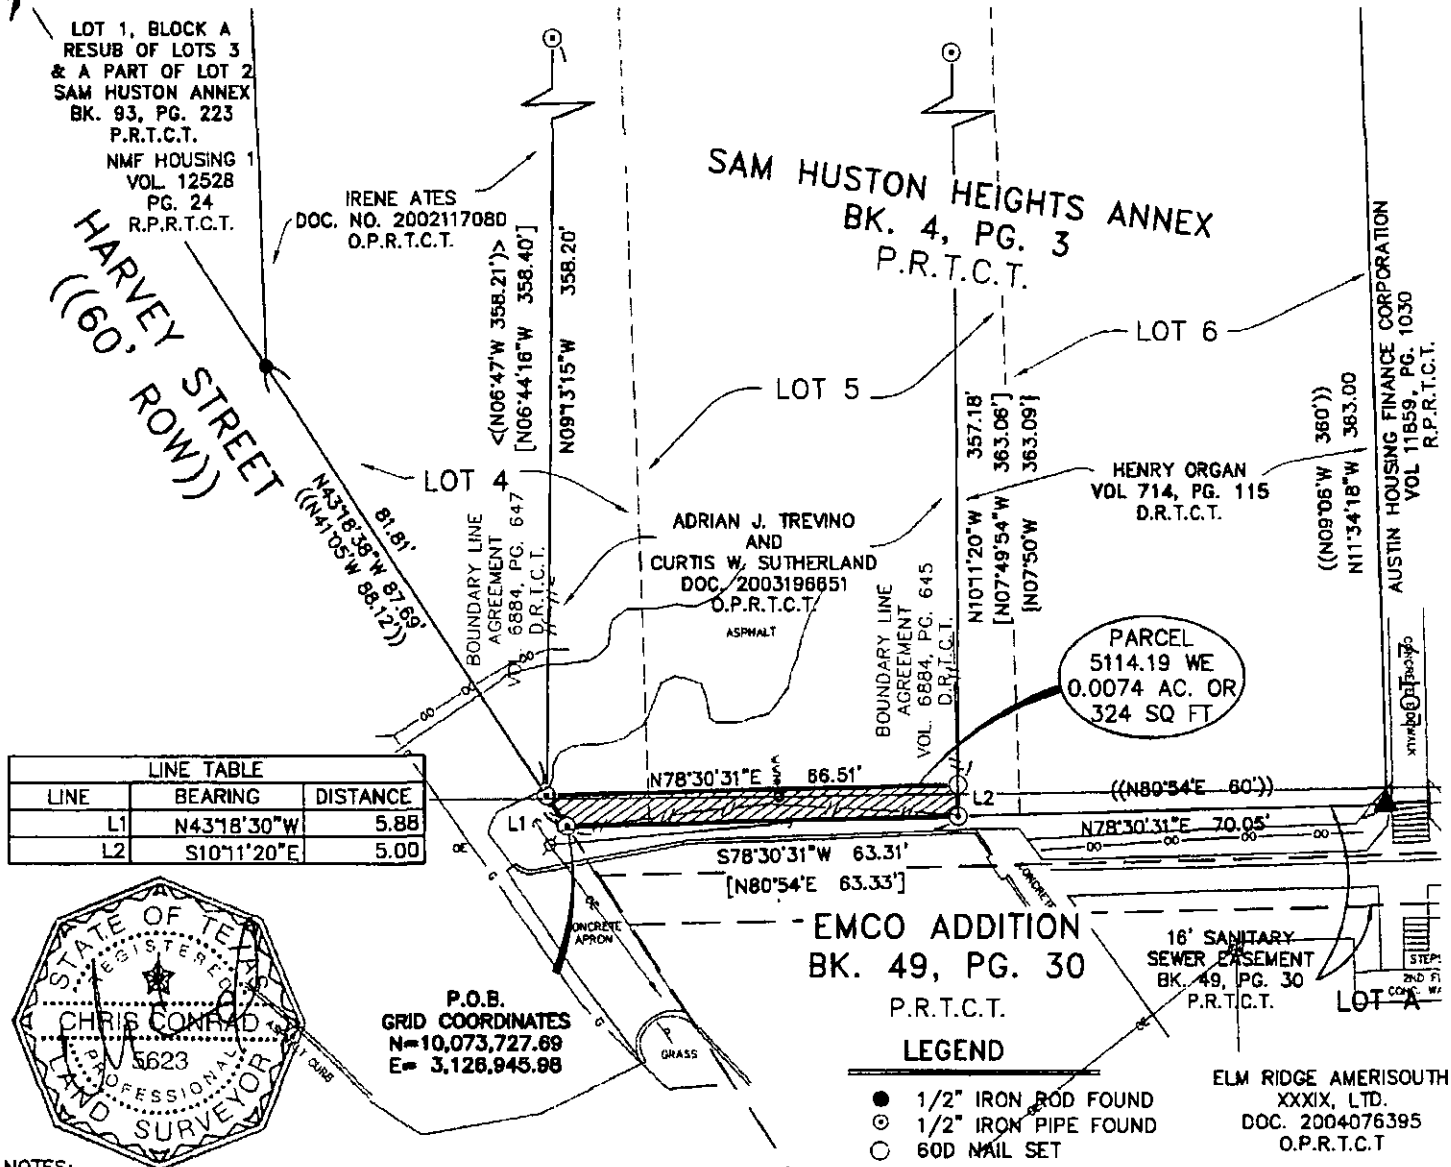 LOT 1, BLOCK A
RESUB OF LOTS 3
& A PART OF LOT 2
SAM HUSTON ANNEX
BK. 93, PG. 223
P.R.T.C.T.
NMF HOUSING 1
VOL. 12528
PG. 24
R.P.R.T.C.T.
IRENE ATES
DOC. NO. 2002117080
O.P.R.T.C.T.
HARVEY STREET
((60' ROW))
SAM HUSTON HEIGHTS ANNEX
BK. 4, PG. 3
P.R.T.C.T.
<(N06°47'W 358.21')>
[N06°44'16"W 358.40']
N09°13'15"W 358.20'
LOT 4
LOT 5
LOT 6
81.81'
N43°18'38"W 87.69'
((N41°05'W 88.12'))
BOUNDARY LINE
AGREEMENT
VOL 6884, PG. 647
D.R.T.C.T.
ADRIAN J. TREVINO
AND
CURTIS W. SUTHERLAND
DOC. 2003196651
O.P.R.T.C.T.
ASPHALT
BOUNDARY LINE
AGREEMENT
VOL. 6884, PG. 645
D.R.T.C.T.
N10°11'20"W 357.18'
[N07°49'54"W 363.06']
{N07°50'W 363.09'}
HENRY ORGAN
VOL 714, PG. 115
D.R.T.C.T.
((N09°06'W 360'))
N11°34'18"W 363.00
AUSTIN HOUSING FINANCE CORPORATION
VOL 11859, PG. 1030
R.P.R.T.C.T.
PARCEL
5114.19 WE
0.0074 AC. OR
324 SQ FT
CONCRETE SIDEWALK
LINE TABLE
LINE BEARING DISTANCE
L1 N43°18'30"W 5.88
L2 S10°11'20"E 5.00
N78°30'31"E 66.51'
L1
L2
((N80°54'E 60'))
N78°30'31"E 70.05'
S78°30'31"W 63.31'
[N80°54'E 63.33']
OE
G
CONCRETE
CONCRETE
APRON
EMCO ADDITION
BK. 49, PG. 30
P.R.T.C.T.
16' SANITARY
SEWER EASEMENT
BK. 49, PG. 30
P.R.T.C.T.
STEPS
LOT A
STATE OF TEXAS
REGISTERED
CHRIS CONRAD
5623
PROFESSIONAL
LAND SURVEYOR
ASPHALT CURB
P.O.B.
GRID COORDINATES
N=10,073,727.69
E= 3,126,945.98
GRASS
LEGEND
1/2" IRON ROD FOUND
1/2" IRON PIPE FOUND
60D NAIL SET
ELM RIDGE AMERISOUTH
XXXIX, LTD.
DOC. 2004076395
O.P.R.T.C.T
NOTES: